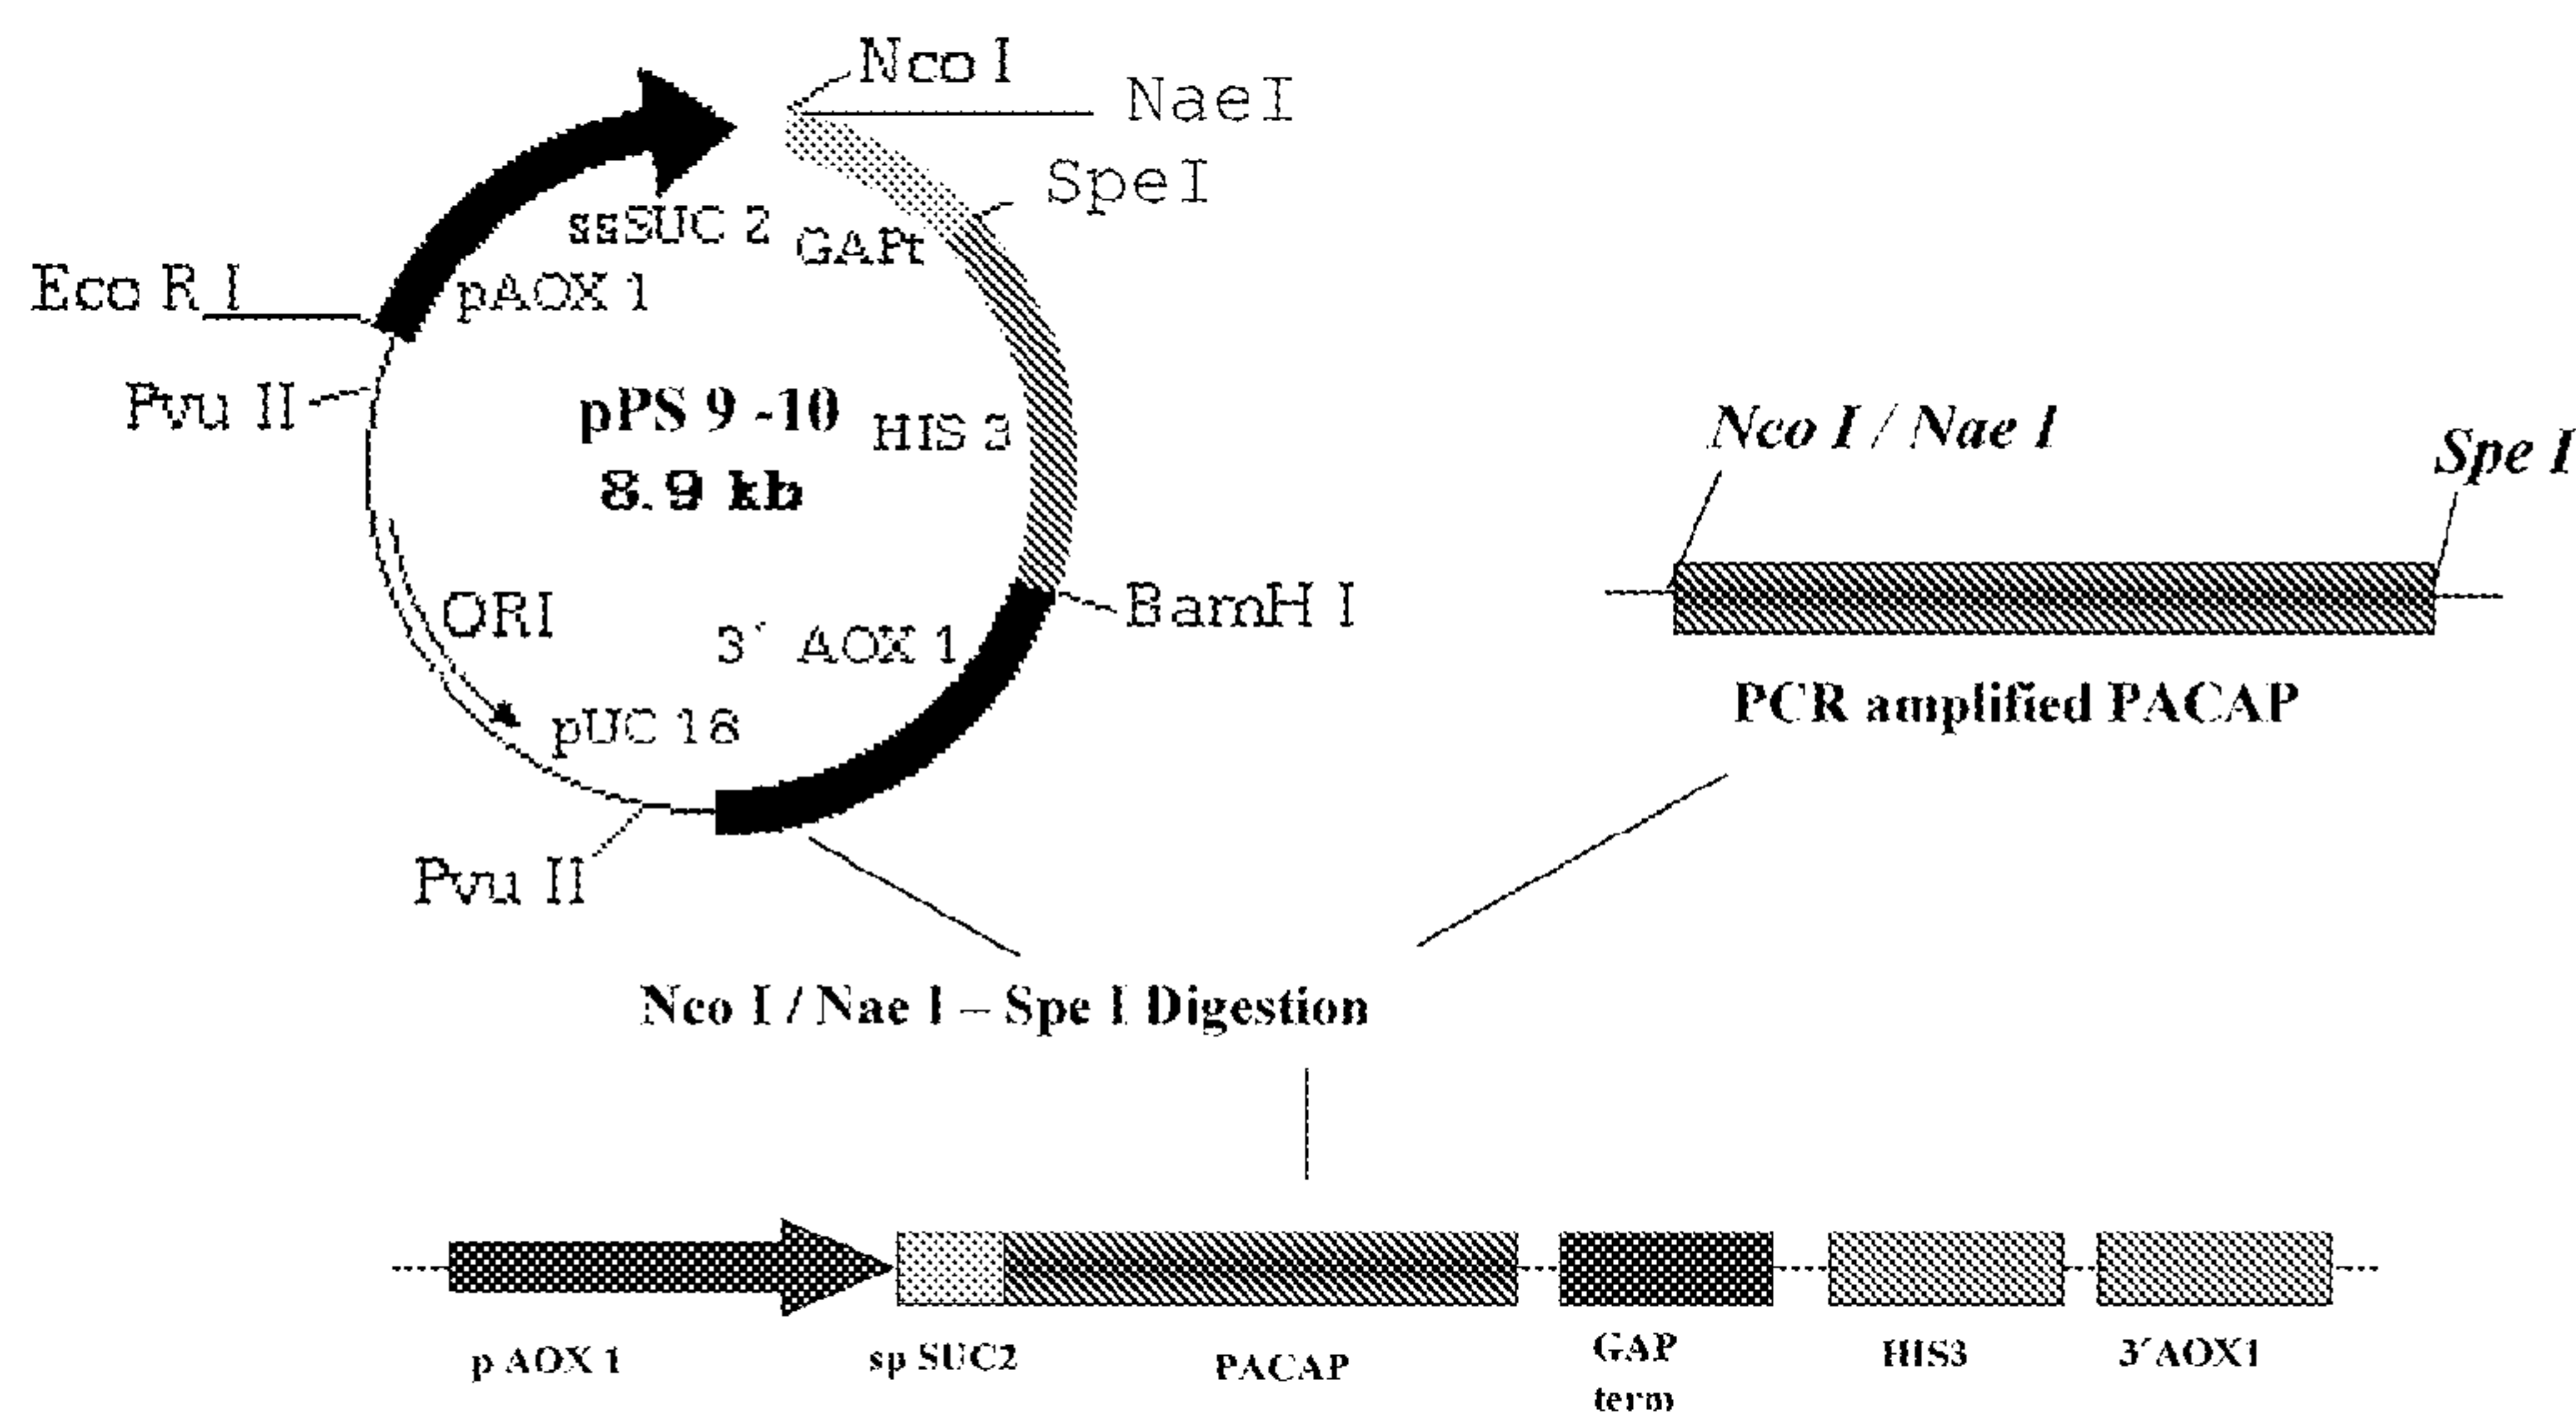 Nco I
NaeI
SpeI
ssSUC 2
GAPt
Eco R I
pAOX 1
Pvu II
pPS 9 -10
8.9 kb
HIS 3
Nco I / Nae I
Spe I
ORI
3´ AOX 1
BamH I
pUC 18
PCR amplified PACAP
Pvu II
Nco I / Nae I – Spe I Digestion
p AOX 1
sp SUC2
PACAP
GAP
term
HIS3
3´AOX1